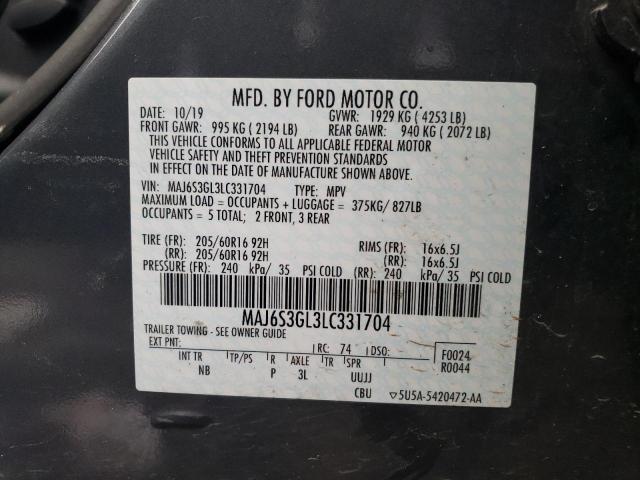 MFD. BY FORD MOTOR CO.
DATE: 10/19 GVWR: 1929 KG ( 4253 LB)
FRONT GAWR: 995 KG ( 2194 LB) REAR GAWR: 940 KG ( 2072 LB)
THIS VEHICLE CONFORMS TO ALL APPLICABLE FEDERAL MOTOR
VEHICLE SAFETY AND THEFT PREVENTION STANDARDS
IN EFFECT ON THE DATE OF MANUFACTURE SHOWN ABOVE.
VIN: MAJ6S3GL3LC331704 TYPE: MPV
MAXIMUM LOAD = OCCUPANTS + LUGGAGE = 375KG/ 827LB
OCCUPANTS = 5 TOTAL; 2 FRONT, 3 REAR
TIRE (FR): 205/60R16 92H RIMS (FR): 16x6.5J
(RR): 205/60R16 92H (RR): 16x6.5J
PRESSURE (FR): 240 kPa/ 35 PSI COLD (RR): 240 kPa/ 35 PSI COLD
MAJ6S3GL3LC331704
TRAILER TOWING - SEE OWNER GUIDE
EXT PNT: RC: 74 DSO: F0024
INT TR TP/PS R AXLE TR SPR R0044
NB P 3L UUJJ
CBU 5U5A-5420472-AA